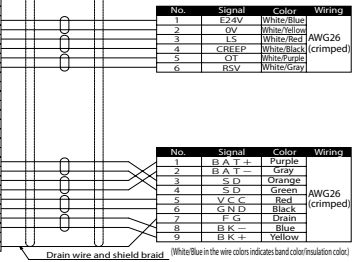 No. Signal Color Wiring
1 E24V White/Blue
2 0V White/Yellow
3 LS White/Red
4 CREEP White/Black
5 OT White/Purple
6 RSV White/Gray
AWG26
(crimped)
No. Signal Color Wiring
1 BAT+ Purple
2 BAT− Gray
3 SD Orange
4 SD Green
5 VCC Red
6 GND Black
7 FG Drain
8 BK− Blue
9 BK+ Yellow
AWG26
(crimped)
Drain wire and shield braid
(White/Blue in the wire colors indicates band color/insulation color.)